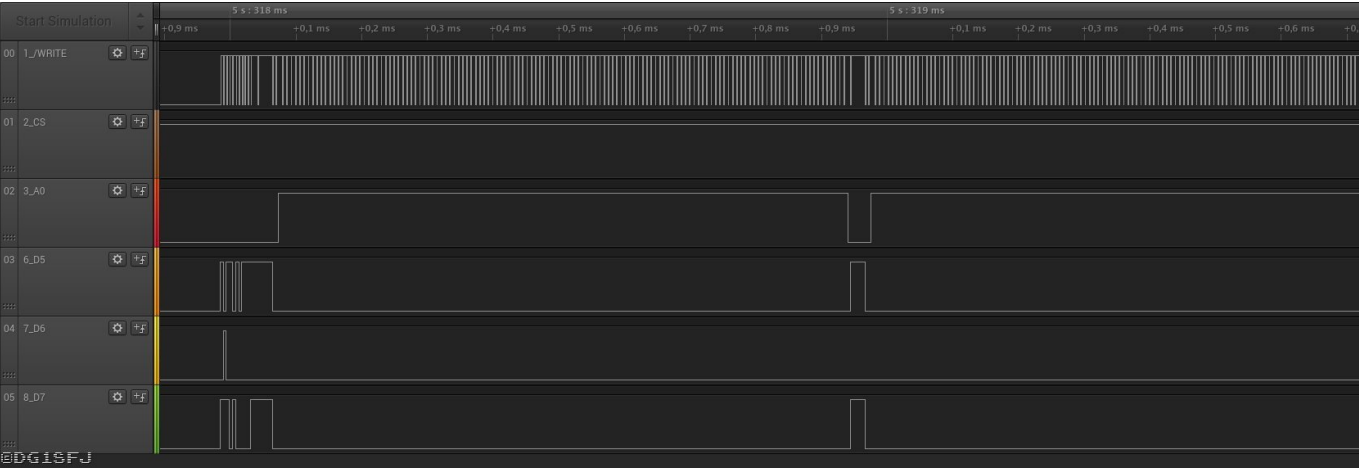 5 s : 318 ms 5 s : 319 ms
Start Simulation +0,9 ms +0,1 ms +0,2 ms +0,3 ms +0,4 ms +0,5 ms +0,6 ms +0,7 ms +0,8 ms +0,9 ms +0,1 ms +0,2 ms +0,3 ms +0,4 ms +0,5 ms +0,6 ms +0,
00 1_/WRITE
01 2_CS
02 3_A0
03 6_D5
04 7_D6
05 8_D7
©DG1SFJ